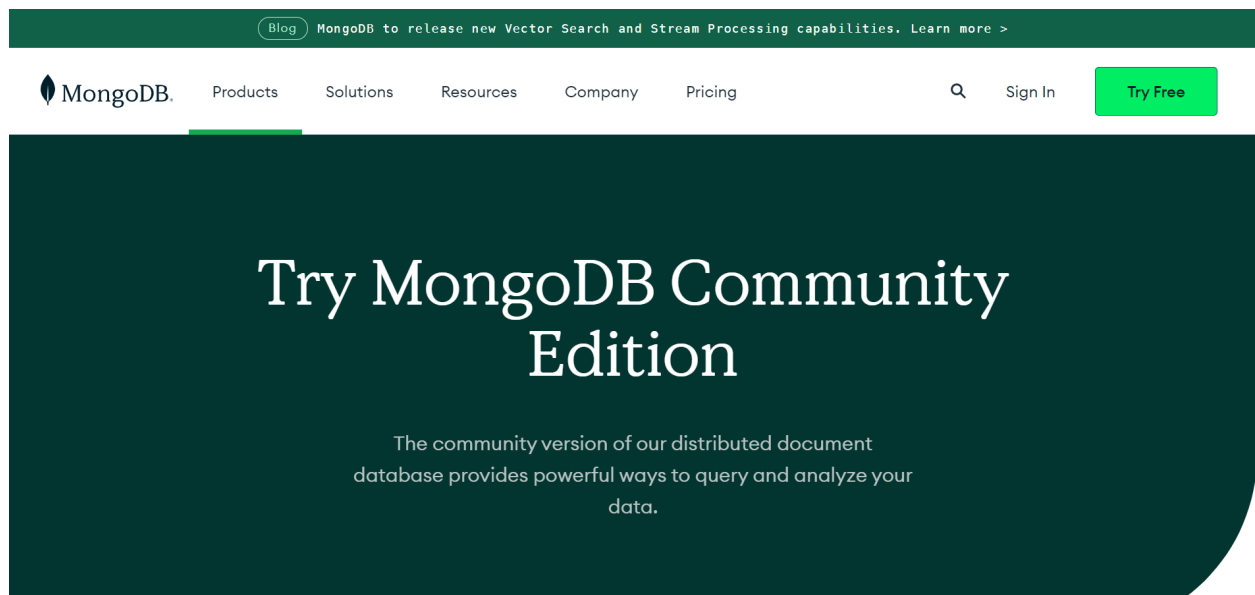 Blog MongoDB to release new Vector Search and Stream Processing capabilities. Learn more >
MongoDB. Products Solutions Resources Company Pricing Sign In Try Free
Try MongoDB Community
Edition
The community version of our distributed document
database provides powerful ways to query and analyze your
data.